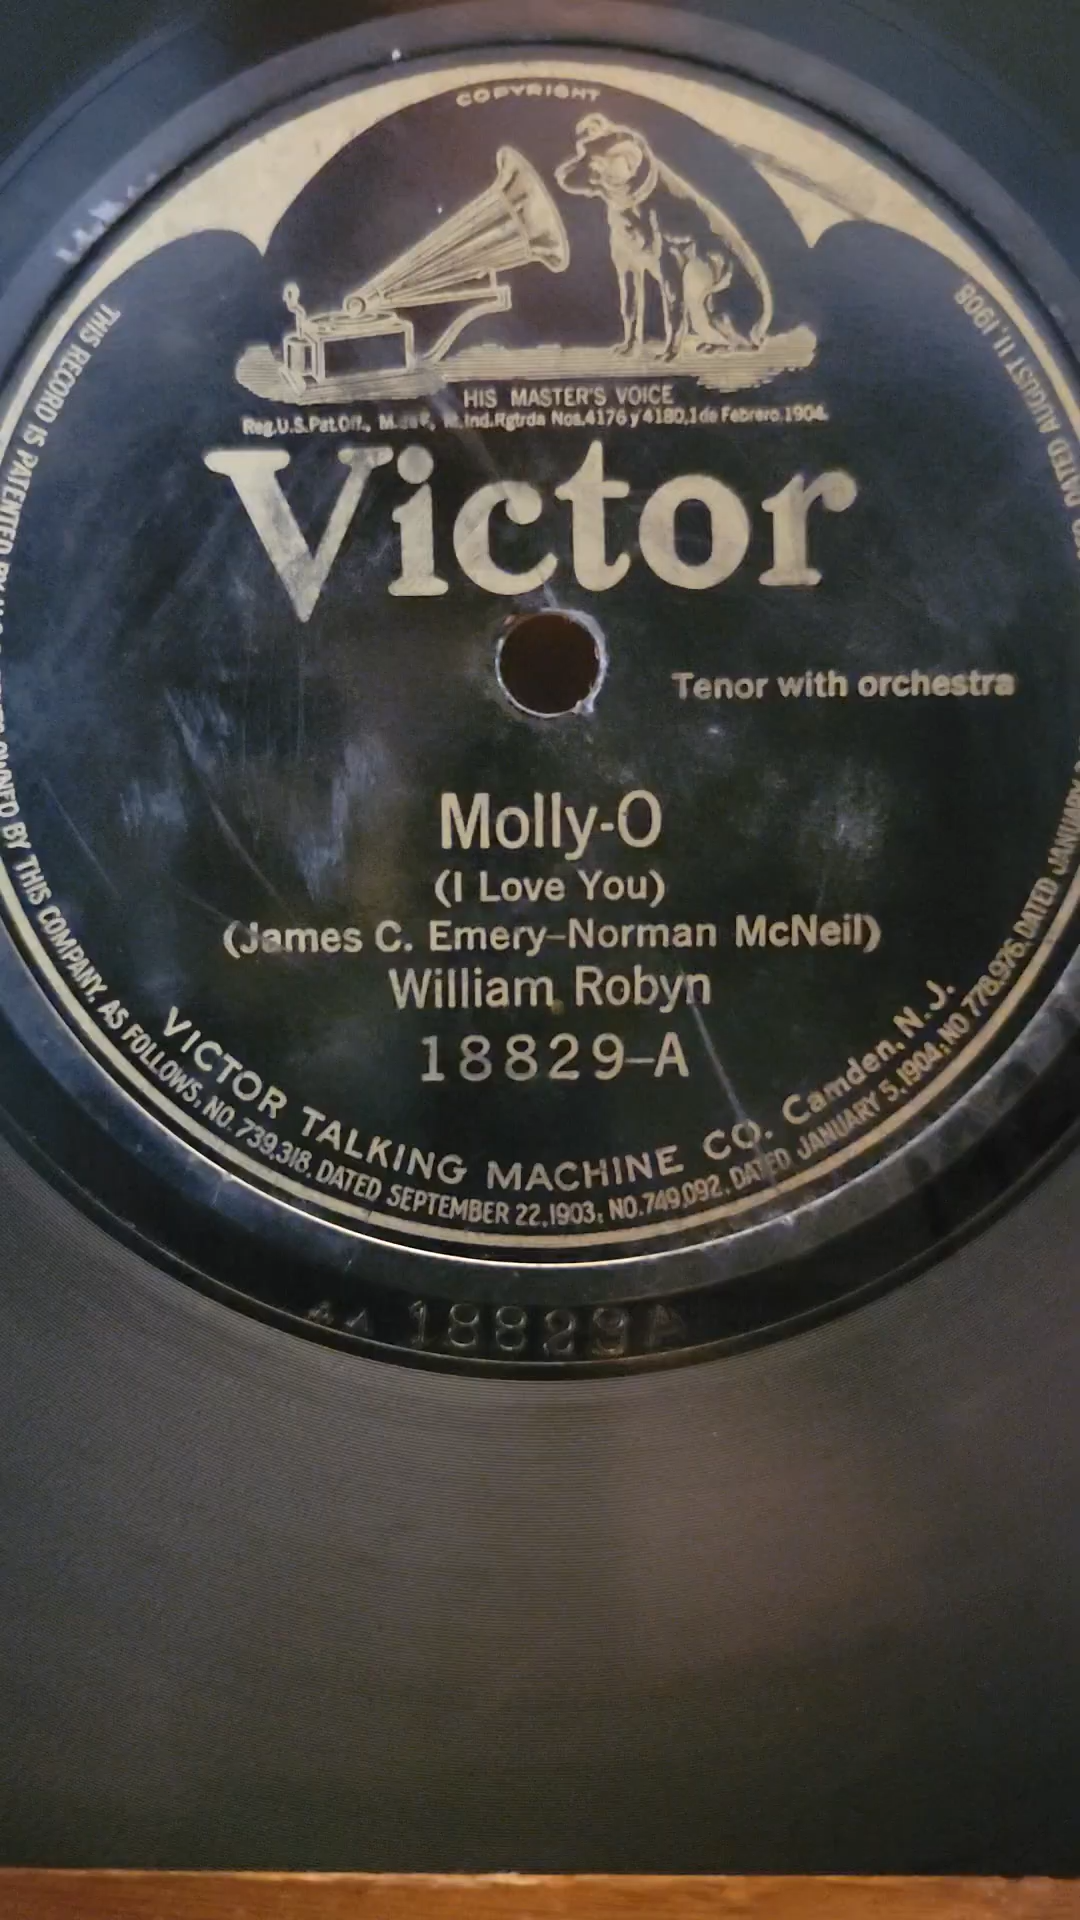 COPYRIGHT
HIS MASTER'S VOICE
Reg.U.S.Pat.Off., M. Ind.Rgtrda Nos.4176 y 4180,1 de Febrero,1904.
Victor
Tenor with orchestra
Molly-O
(I Love You)
(James C. Emery–Norman McNeil)
William Robyn
18829–A
VICTOR TALKING MACHINE CO. Camden, N. J.
THIS RECORD IS PATENTED OWNED BY THIS COMPANY, AS FOLLOWS, NO. 739,318, DATED SEPTEMBER 22,1903; NO.749,092, DATED JANUARY 5,1904; NO 778,976, DATED JANUARY DATED AUGUST 11, 1908
18829A